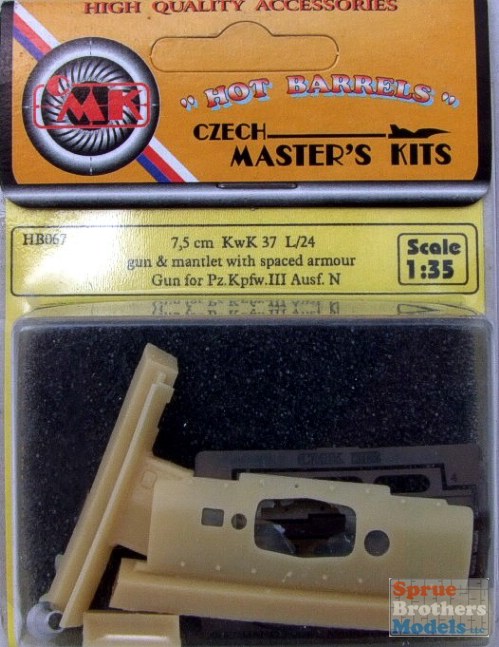 HIGH QUALITY ACCESSORIES
CMK
"HOT BARRELS"
CZECH
MASTER'S KITS
HB067
7,5 cm KwK 37 L/24
gun & mantlet with spaced armour
Gun for Pz.Kpfw.III Ausf. N
Scale
1:35
Sprue
Brothers
Models LLC